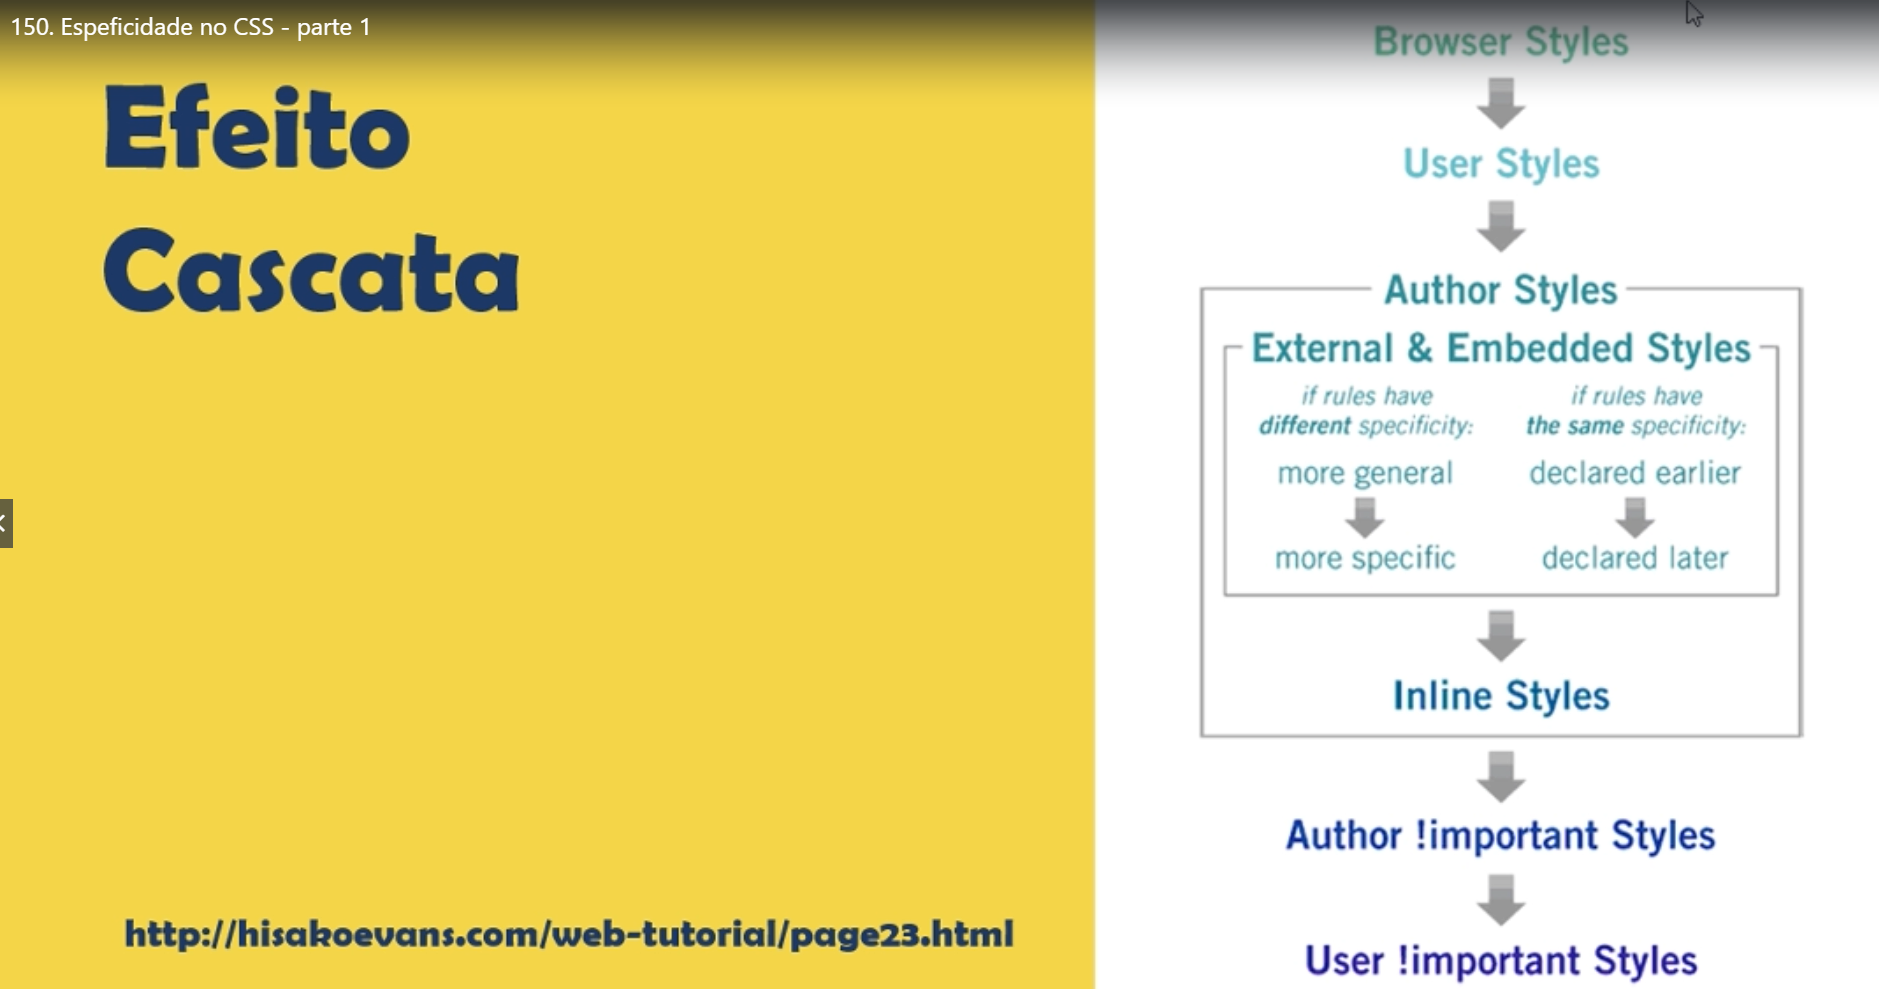 150. Espeficidade no CSS - parte 1
Efeito
Cascata
http://hisakoevans.com/web-tutorial/page23.html
Browser Styles
User Styles
Author Styles
External & Embedded Styles
if rules have
different specificity:
more general
more specific
if rules have
the same specificity:
declared earlier
declared later
Inline Styles
Author !important Styles
User !important Styles